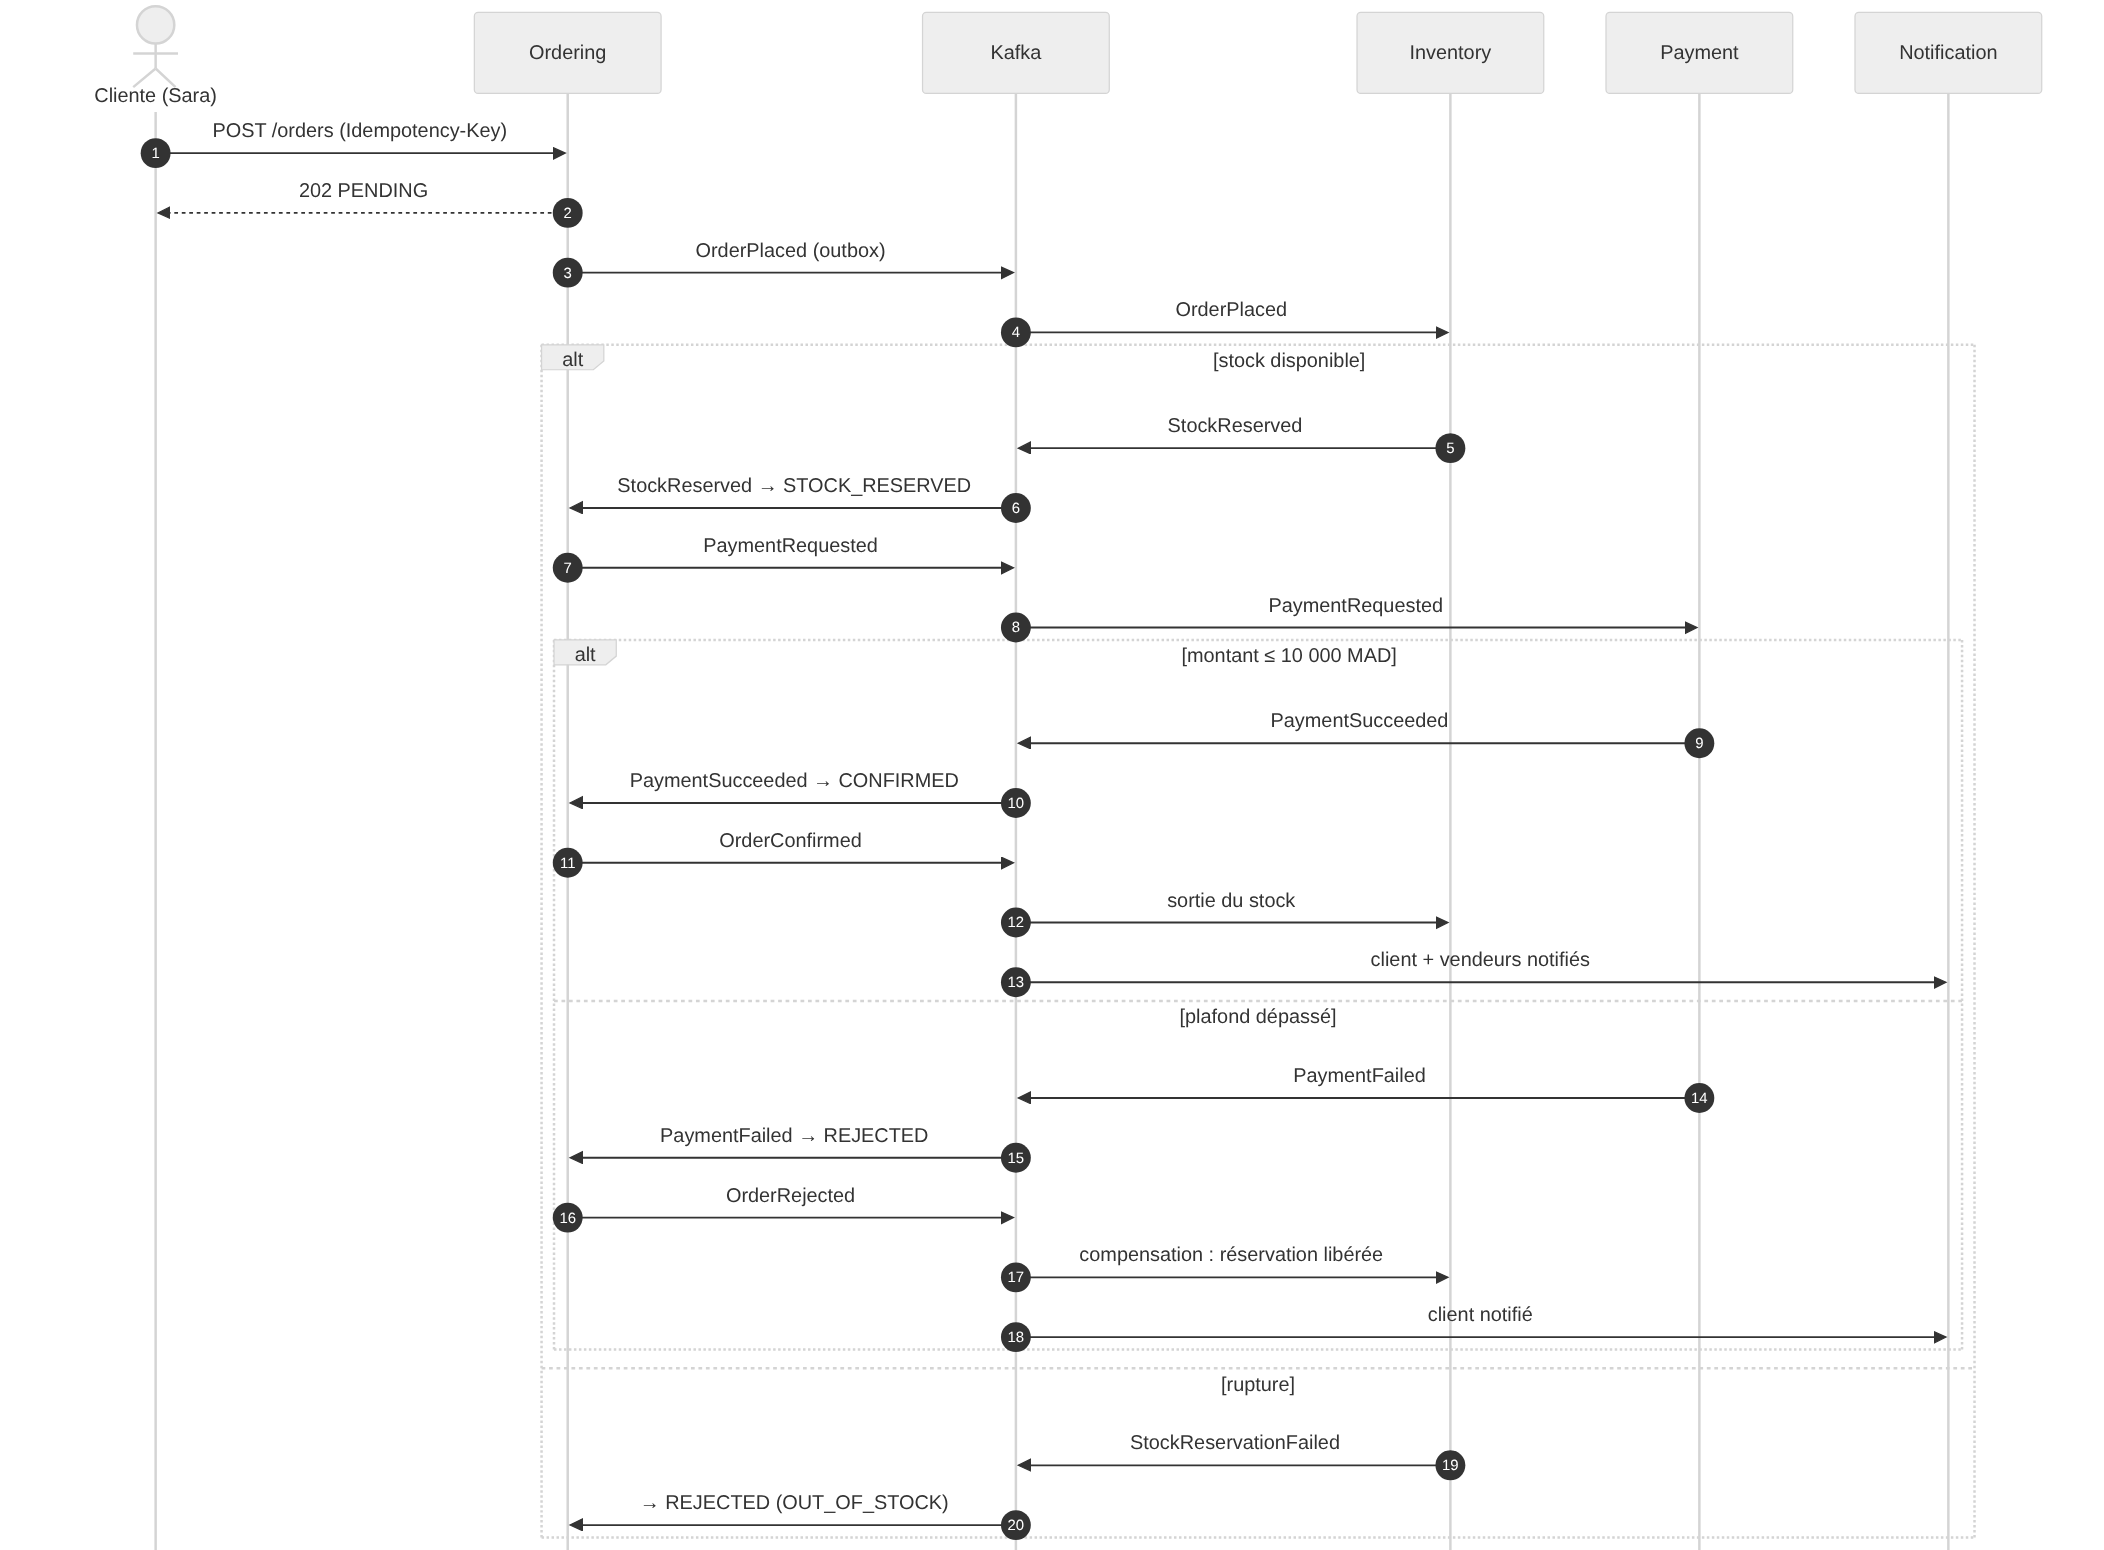 Cliente (Sara)
Ordering
Kafka
Inventory
Payment
Notification
POST /orders (Idempotency-Key)
1
202 PENDING
2
OrderPlaced (outbox)
3
OrderPlaced
4
alt
[stock disponible]
StockReserved
5
StockReserved → STOCK_RESERVED
6
PaymentRequested
7
PaymentRequested
8
alt
[montant ≤ 10 000 MAD]
PaymentSucceeded
9
PaymentSucceeded → CONFIRMED
10
OrderConfirmed
11
sortie du stock
12
client + vendeurs notifiés
13
[plafond dépassé]
PaymentFailed
14
PaymentFailed → REJECTED
15
OrderRejected
16
compensation : réservation libérée
17
client notifié
18
[rupture]
StockReservationFailed
19
→ REJECTED (OUT_OF_STOCK)
20